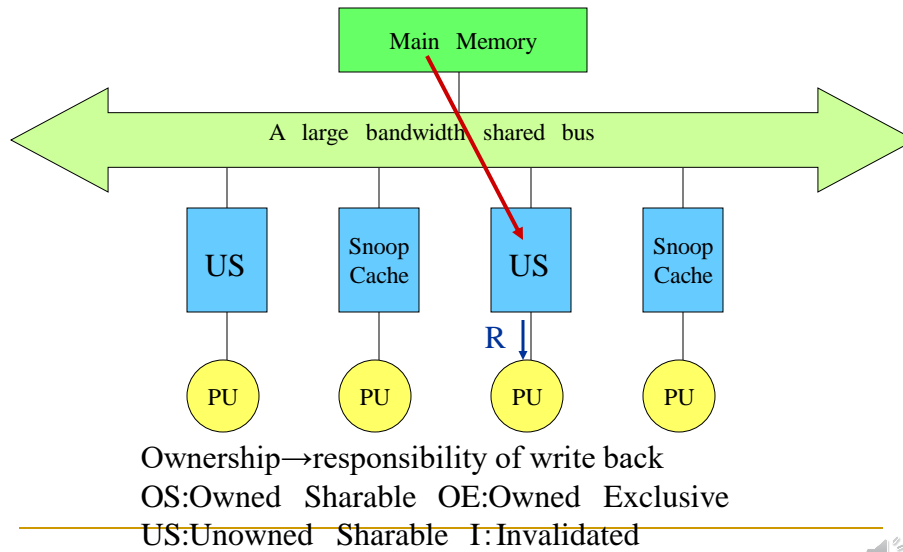 Main Memory
A large bandwidth shared bus
US
Snoop
Cache
US
Snoop
Cache
R
PU
PU
PU
PU
Ownership→responsibility of write back
OS:Owned Sharable OE:Owned Exclusive
US:Unowned Sharable I:Invalidated